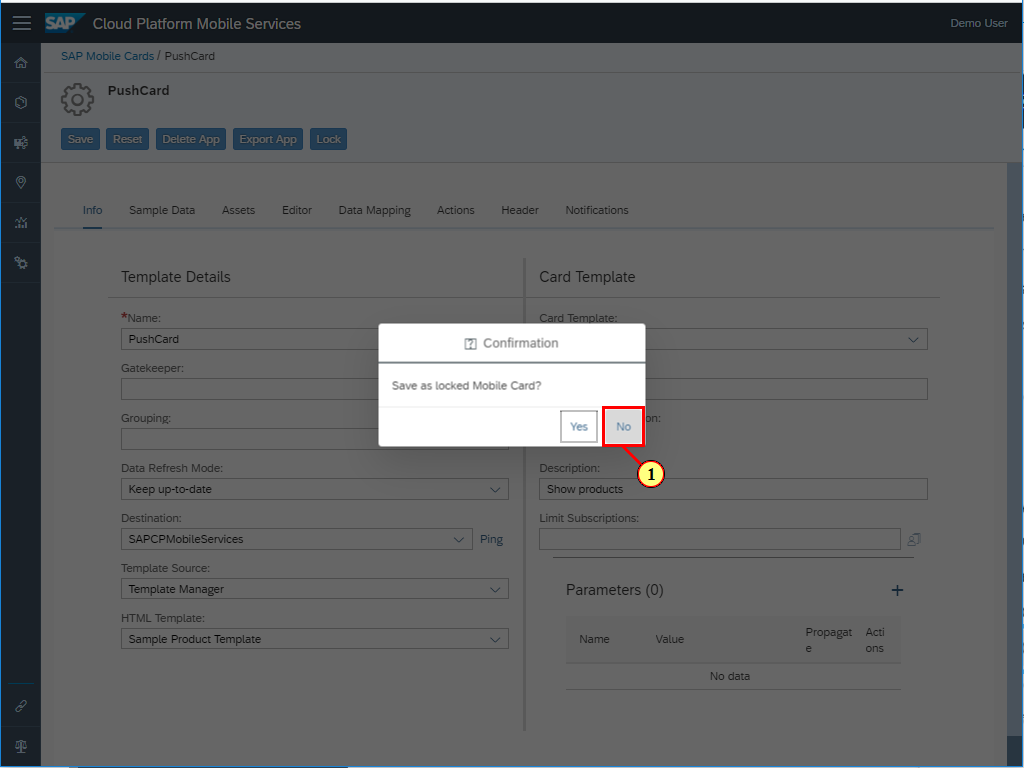 SAP Cloud Platform Mobile Services
Demo User
SAP Mobile Cards / PushCard
PushCard
Save Reset Delete App Export App Lock
Info Sample Data Assets Editor Data Mapping Actions Header Notifications
Template Details
*Name:
PushCard
Gatekeeper:
Grouping:
Data Refresh Mode:
Keep up-to-date
Destination:
SAPCPMobileServices Ping
Template Source:
Template Manager
HTML Template:
Sample Product Template
Card Template
Card Template:
Description:
Show products
Limit Subscriptions:
Parameters (0) +
Name Value Propagat
e Acti
ons
No data
? Confirmation
Save as locked Mobile Card?
Yes No
1